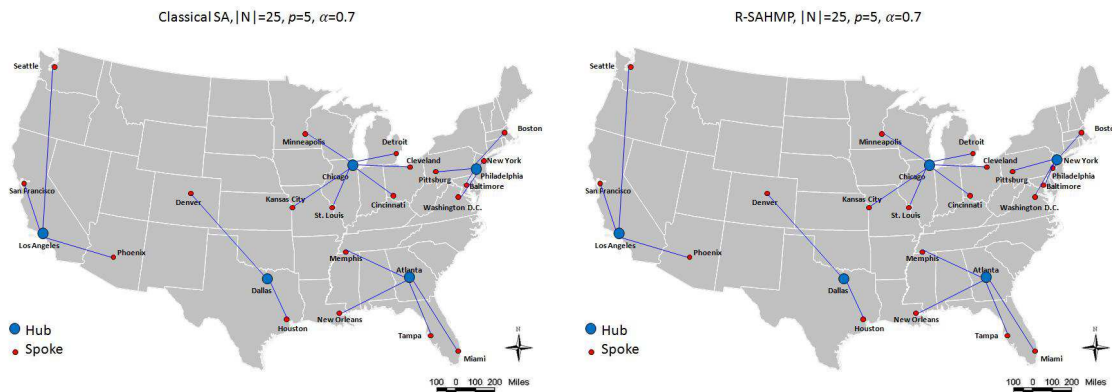 Classical SA, |N|=25, p=5, α=0.7
Seattle
Boston
Minneapolis
Detroit
New York
Cleveland
Chicago
Pittsburg
Philadelphia
Baltimore
San Francisco
Denver
Kansas City
Cincinnati
Washington D.C.
St. Louis
Los Angeles
Phoenix
Memphis
Atlanta
Dallas
New Orleans
Houston
Tampa
Miami
Hub
Spoke
N
100 0 100 200 Miles
R-SAHMP, |N|=25, p=5, α=0.7
Seattle
Boston
Minneapolis
Detroit
New York
Cleveland
Chicago
Pittsburg
Philadelphia
Baltimore
San Francisco
Denver
Kansas City
Cincinnati
Washington D.C.
St. Louis
Los Angeles
Phoenix
Memphis
Atlanta
Dallas
New Orleans
Houston
Tampa
Miami
Hub
Spoke
N
100 0 100 200 Miles